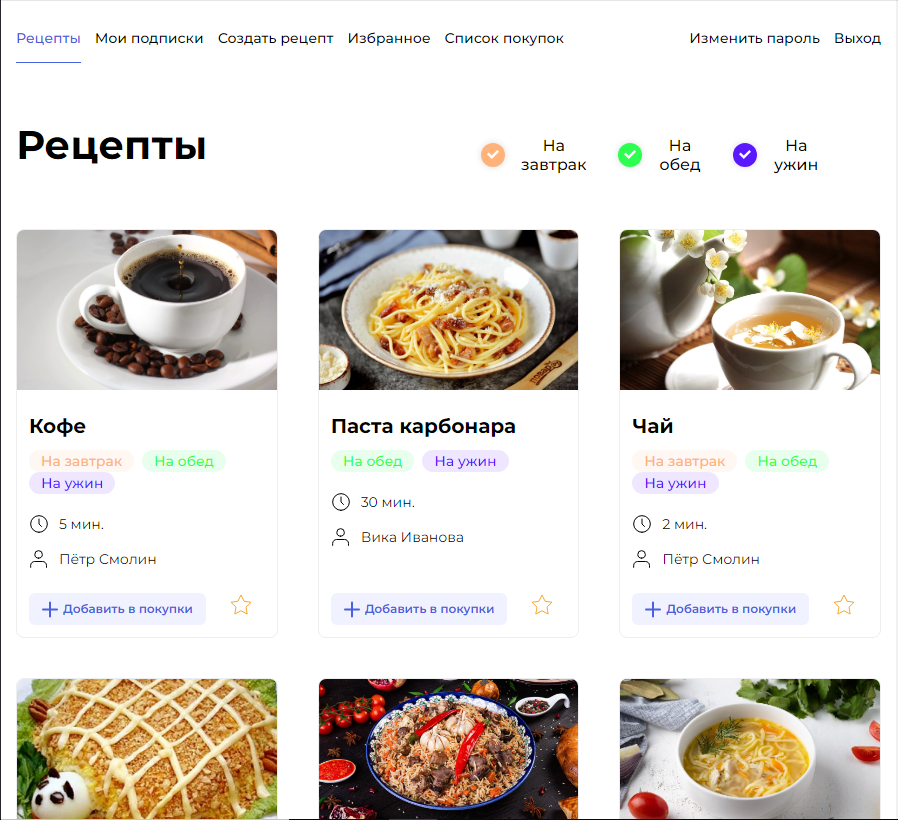 Рецепты Мои подписки Создать рецепт Избранное Список покупок Изменить пароль Выход
Рецепты
На завтрак
На обед
На ужин
Кофе
На завтрак На обед
На ужин
5 мин.
Пётр Смолин
Добавить в покупки
Паста карбонара
На обед На ужин
30 мин.
Вика Иванова
Добавить в покупки
Чай
На завтрак На обед
На ужин
2 мин.
Пётр Смолин
Добавить в покупки